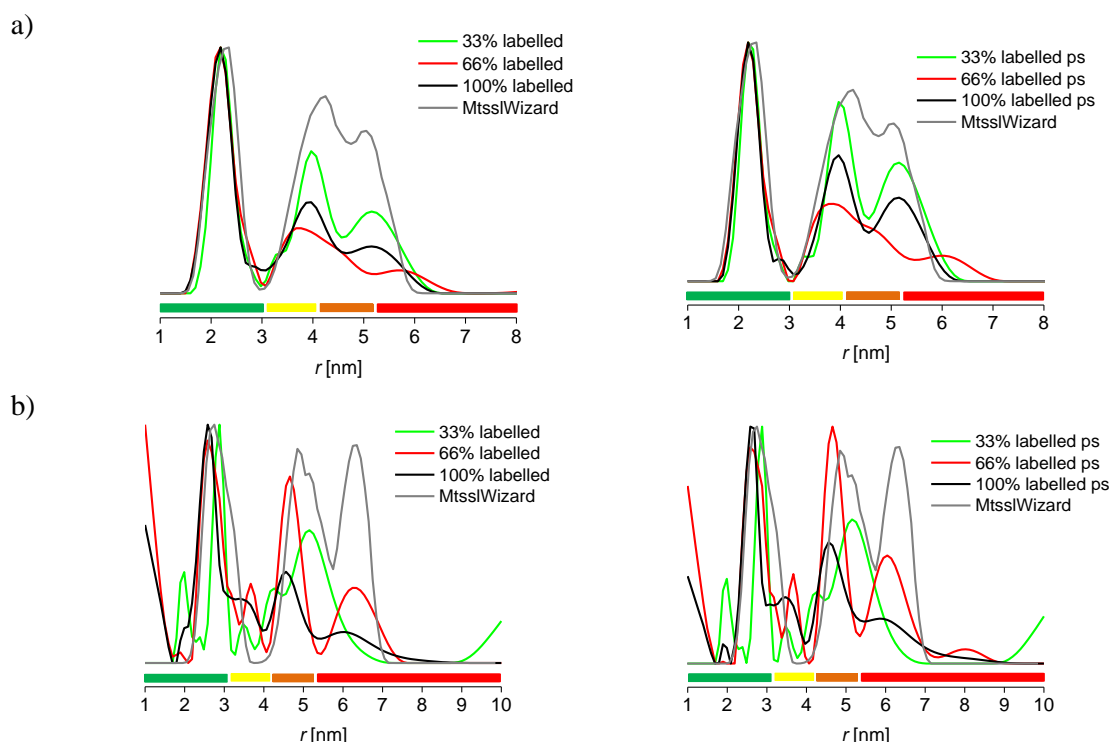 a)
33% labelled
66% labelled
100% labelled
MtsslWizard
1 2 3 4 5 6 7 8
r [nm]
33% labelled ps
66% labelled ps
100% labelled ps
MtsslWizard
1 2 3 4 5 6 7 8
r [nm]
b)
33% labelled
66% labelled
100% labelled
MtsslWizard
1 2 3 4 5 6 7 8 9 10
r [nm]
33% labelled ps
66% labelled ps
100% labelled ps
MtsslWizard
1 2 3 4 5 6 7 8 9 10
r [nm]